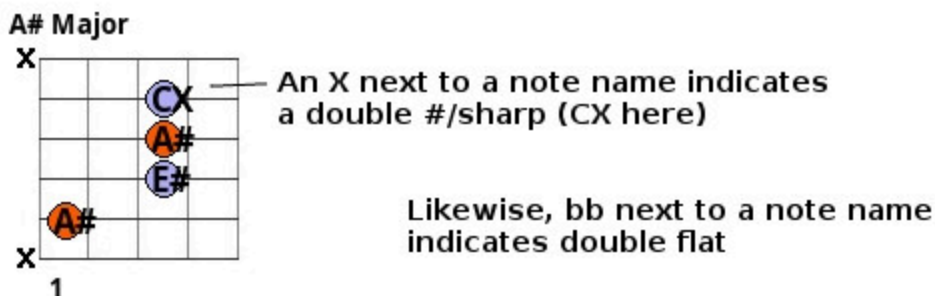 A# Major
X
CX
An X next to a note name indicates
a double #/sharp (CX here)
A#
E#
Likewise, bb next to a note name
indicates double flat
A#
X
1